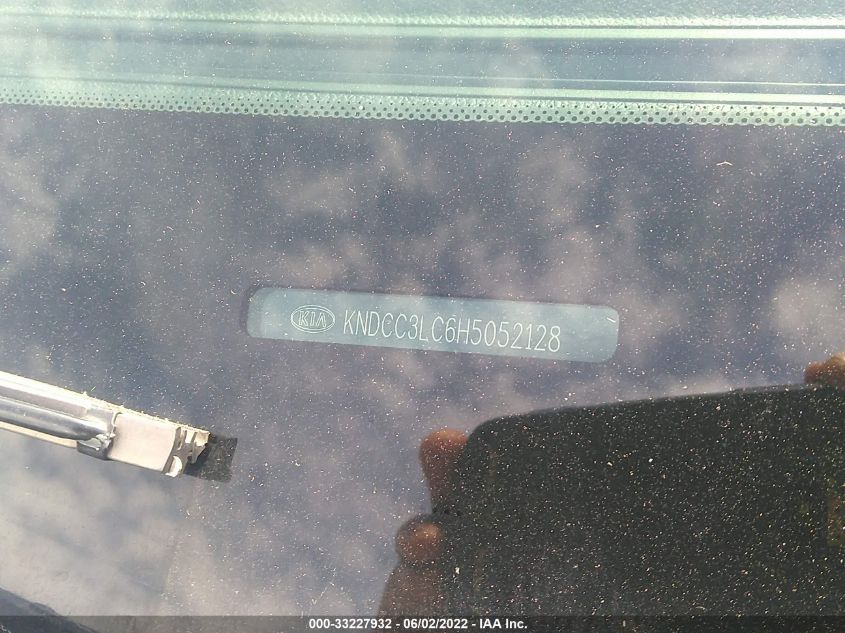 KIA KNDCC3LC6H5052128
000-33227932 - 06/02/2022 - IAA Inc.